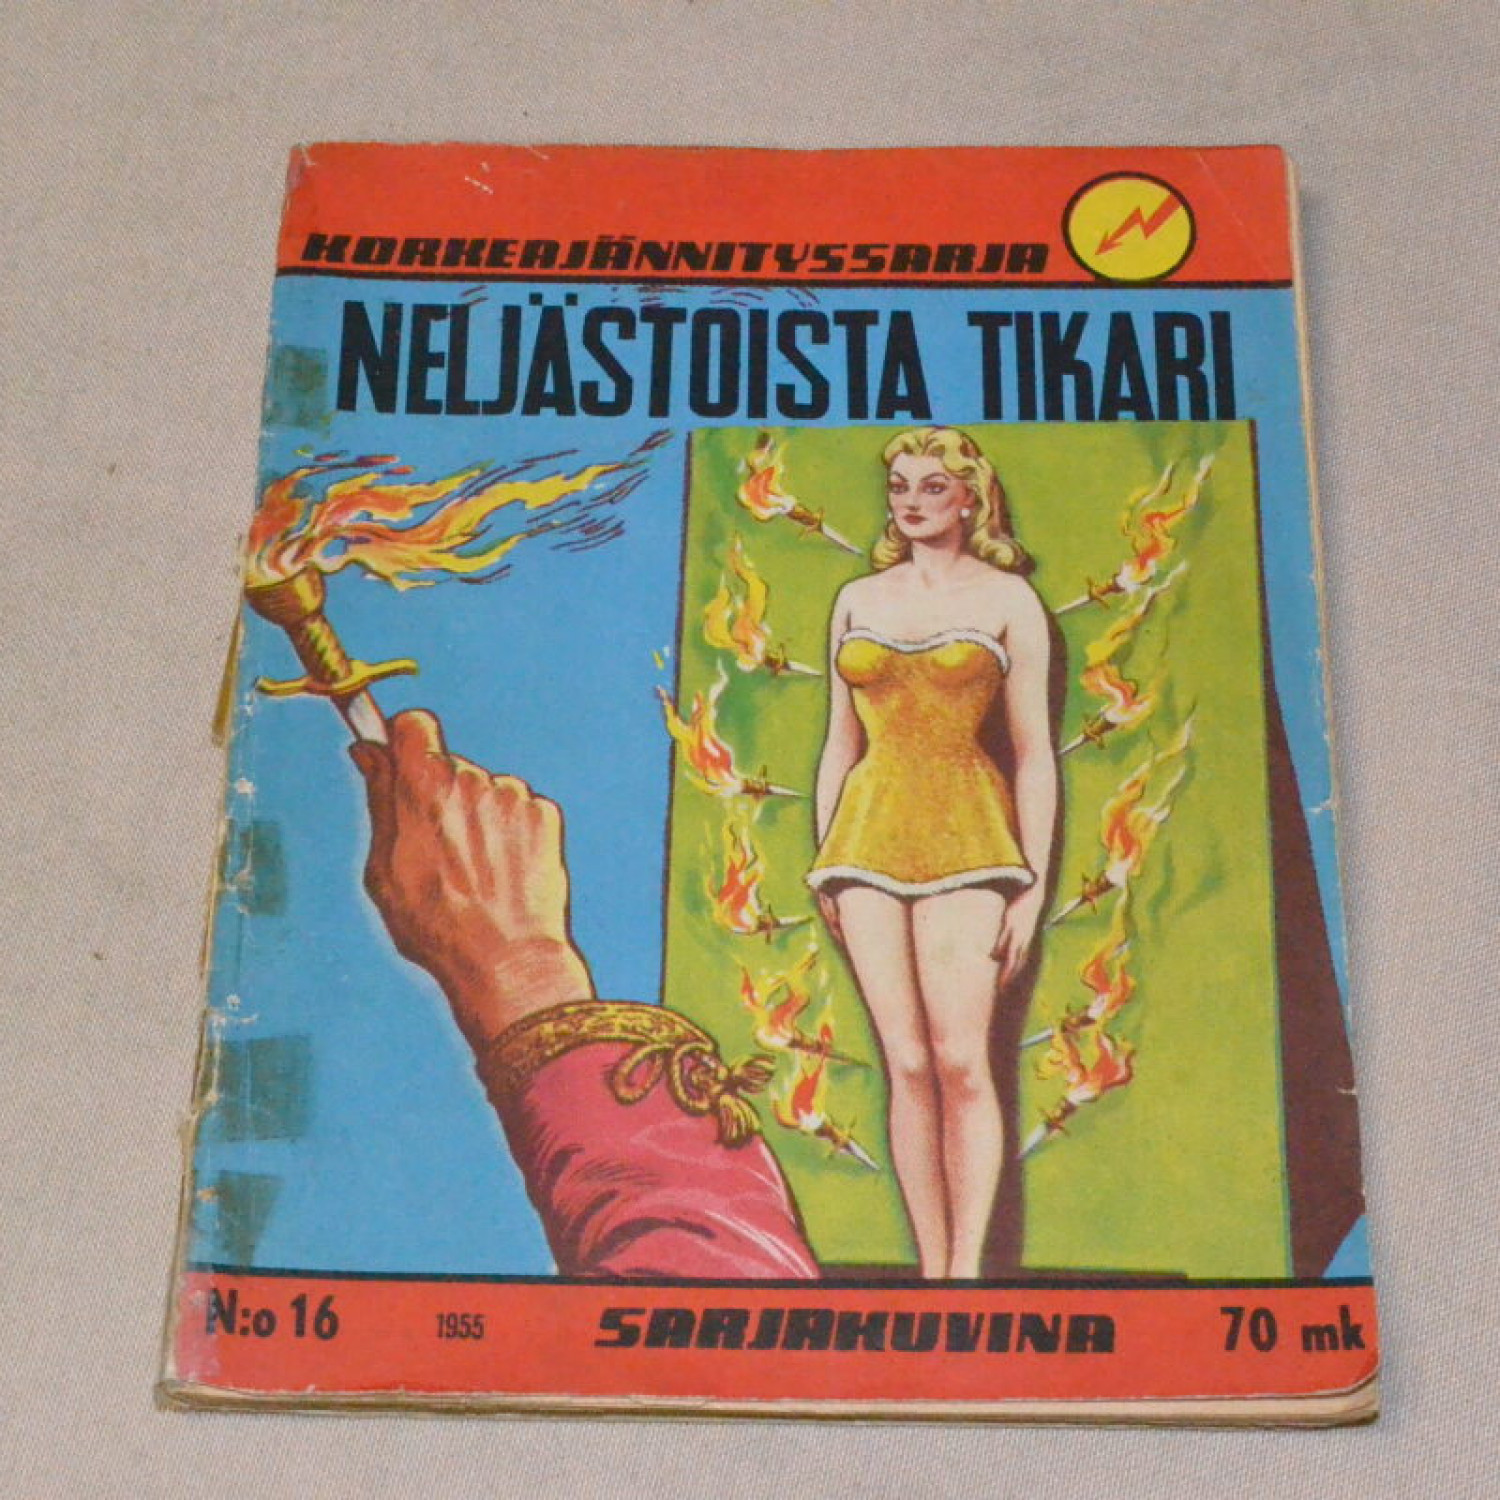 KORKEAJÄNNITYSSARJA
NELJÄSTOISTA TIKARI
N:o 16 1955 SARJAKUVINA 70 mk